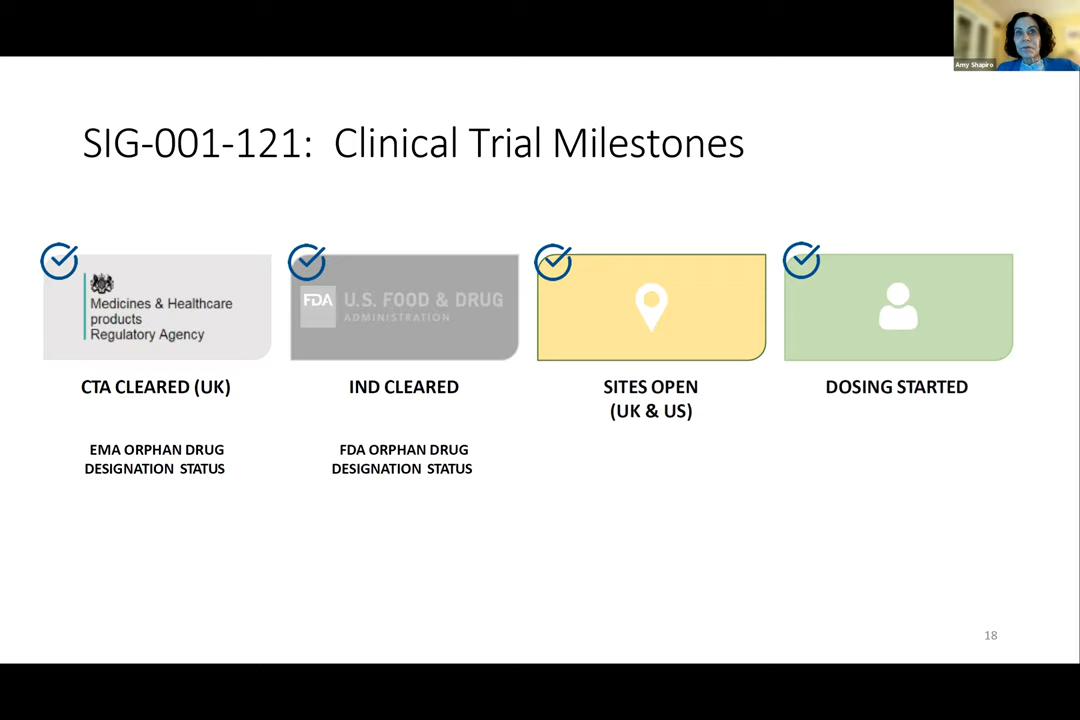 Amy Shapiro
SIG-001-121: Clinical Trial Milestones
Medicines & Healthcare
products
Regulatory Agency
FDA U.S. FOOD & DRUG
ADMINISTRATION
CTA CLEARED (UK)
IND CLEARED
SITES OPEN
(UK & US)
DOSING STARTED
EMA ORPHAN DRUG
DESIGNATION STATUS
FDA ORPHAN DRUG
DESIGNATION STATUS
18